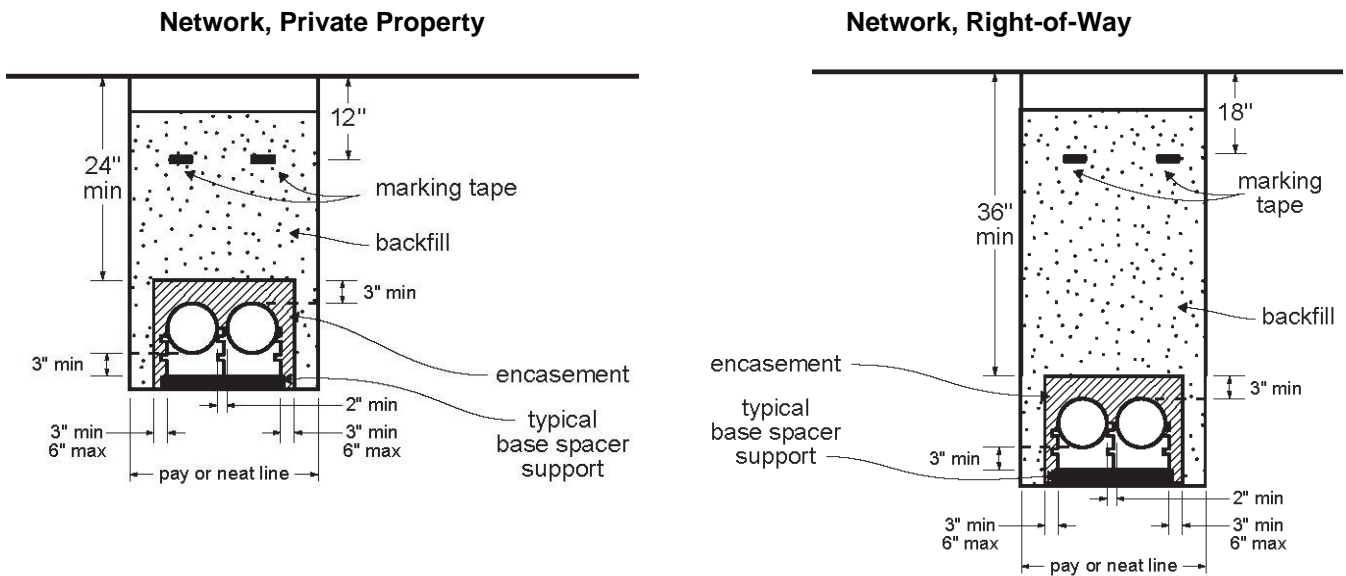 Network, Private Property
12"
24"
min
marking tape
backfill
3" min
3" min
encasement
2" min
typical
base spacer
support
3" min
6" max
3" min
6" max
pay or neat line
Network, Right-of-Way
18"
marking
tape
36"
min
backfill
encasement
3" min
typical
base spacer
support
3" min
2" min
3" min
6" max
3" min
6" max
pay or neat line